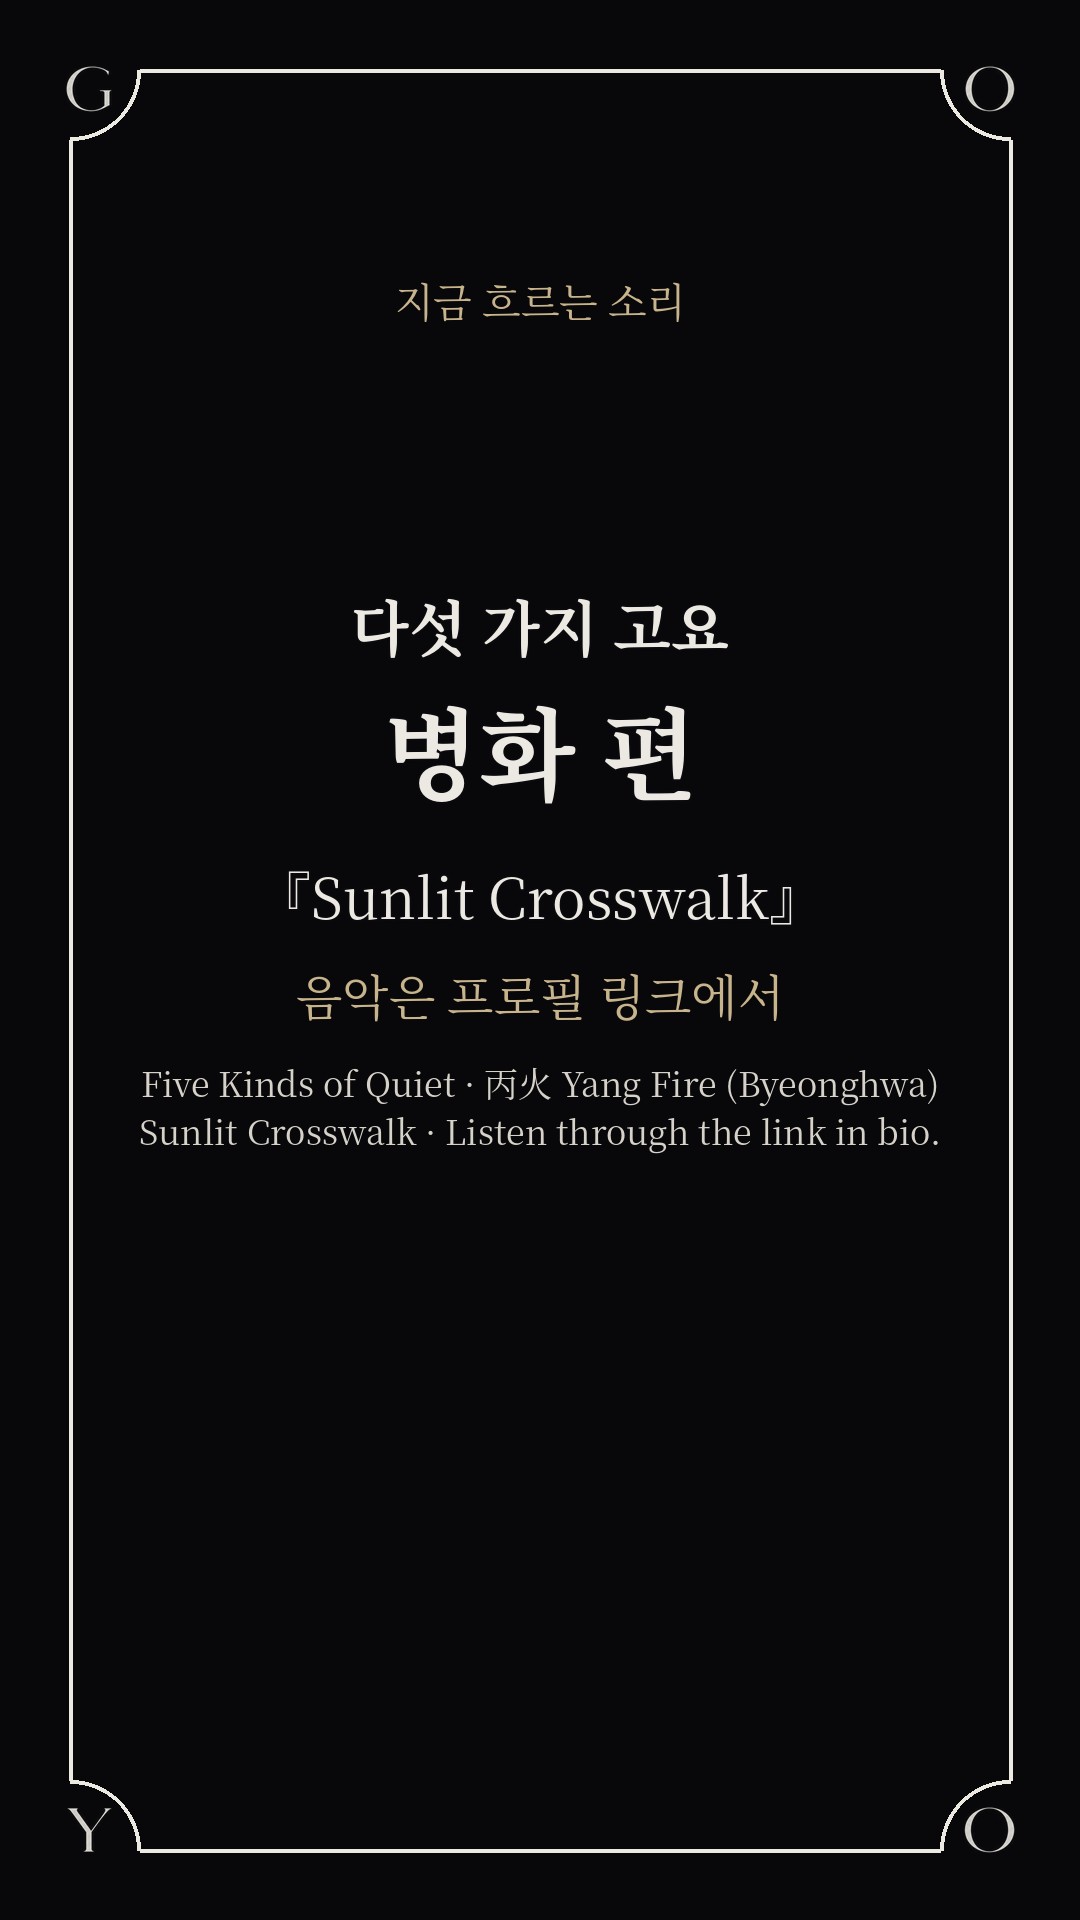 G O
지금 흐르는 소리
다섯 가지 고요
병화 편
『Sunlit Crosswalk』
음악은 프로필 링크에서
Five Kinds of Quiet · 丙火 Yang Fire (Byeonghwa)
Sunlit Crosswalk · Listen through the link in bio.
Y O